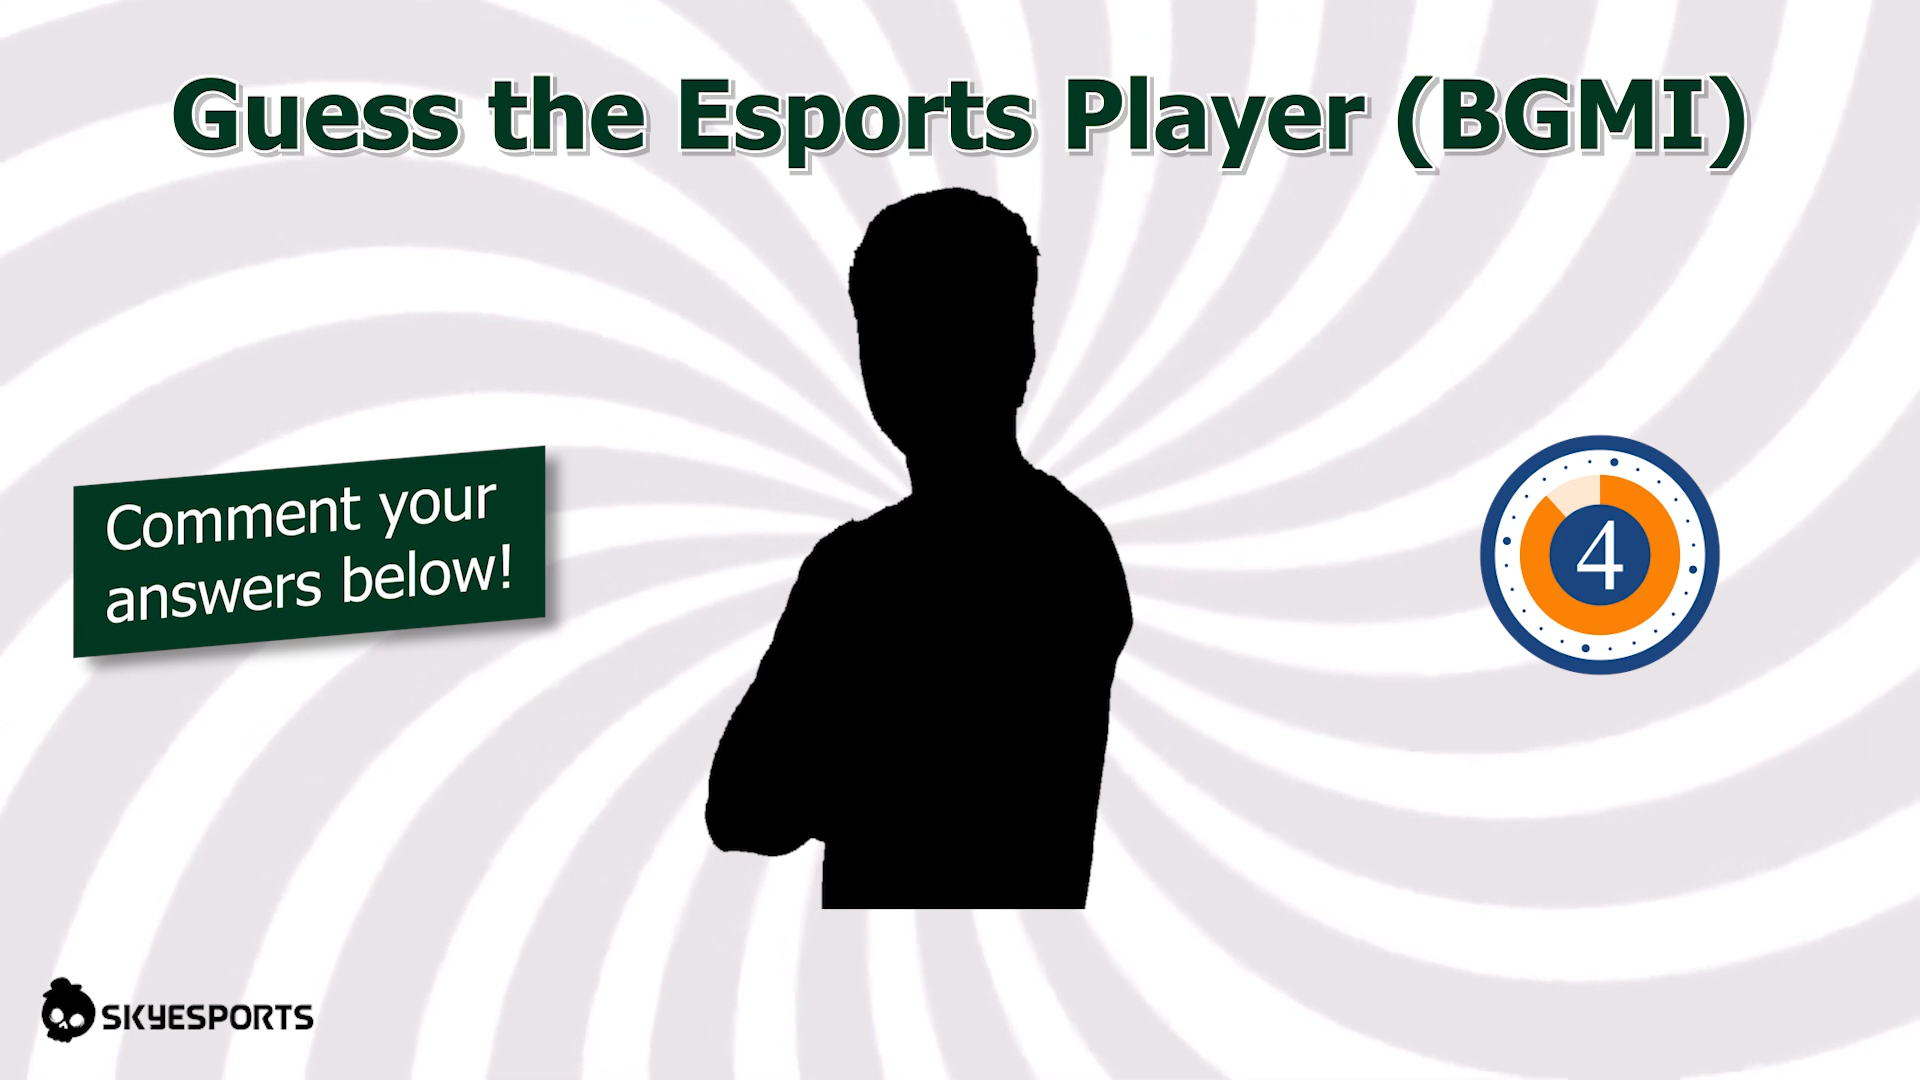 Guess the Esports Player (BGMI)
Comment your
answers below!
4
SKYESPORTS